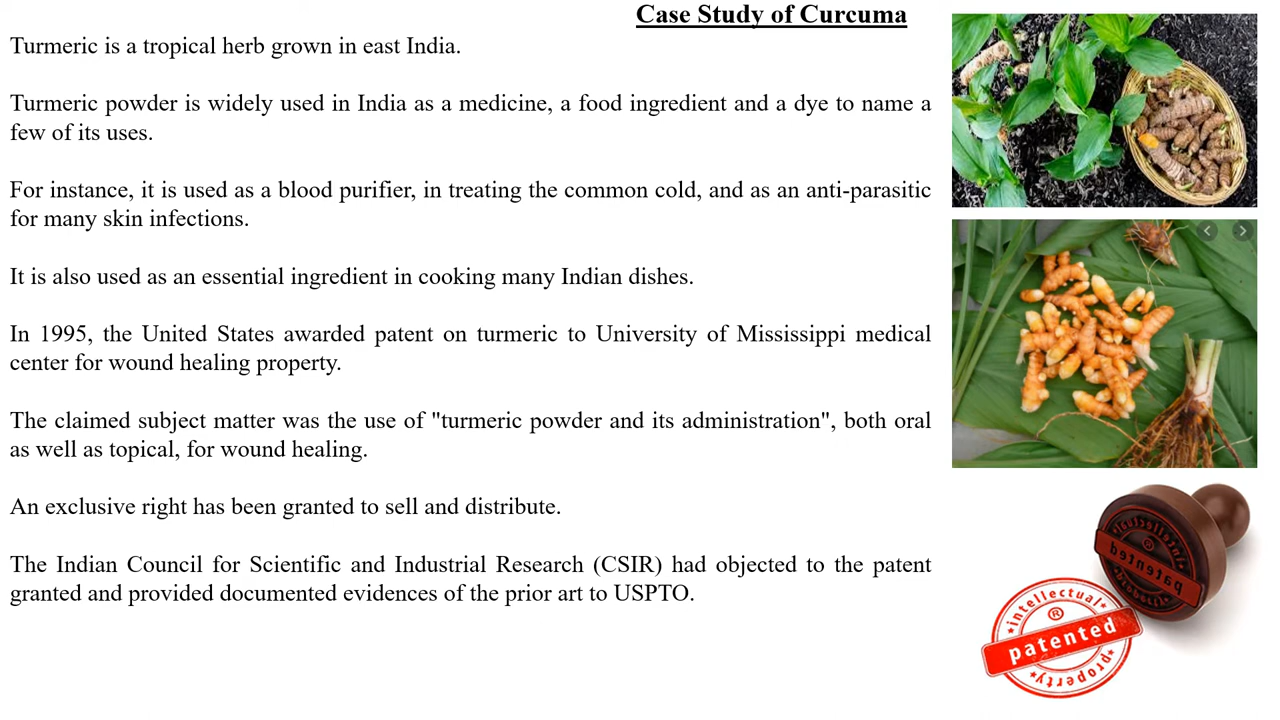 Case Study of Curcuma
Turmeric is a tropical herb grown in east India.
Turmeric powder is widely used in India as a medicine, a food ingredient and a dye to name a
few of its uses.
For instance, it is used as a blood purifier, in treating the common cold, and as an anti-parasitic
for many skin infections.
It is also used as an essential ingredient in cooking many Indian dishes.
In 1995, the United States awarded patent on turmeric to University of Mississippi medical
center for wound healing property.
The claimed subject matter was the use of "turmeric powder and its administration", both oral
as well as topical, for wound healing.
An exclusive right has been granted to sell and distribute.
The Indian Council for Scientific and Industrial Research (CSIR) had objected to the patent
granted and provided documented evidences of the prior art to USPTO.
intellectual
®
patented
property
intellectual
®
patented